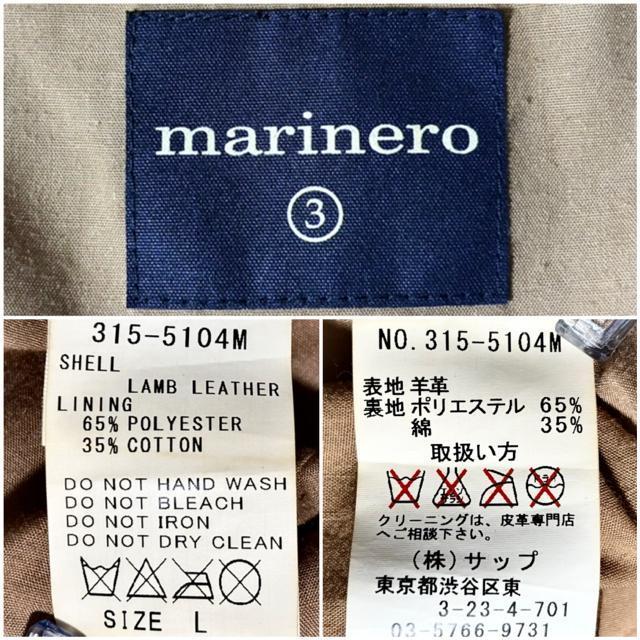 marinero
3
315-5104M
SHELL
LAMB LEATHER
LINING
65% POLYESTER
35% COTTON
DO NOT HAND WASH
DO NOT BLEACH
DO NOT IRON
DO NOT DRY CLEAN
SIZE L
NO. 315-5104M
表地 羊革
裏地 ポリエステル 65%
綿 35%
取扱い方
クリーニングは、皮革専門店
へご相談下さい。
(株) サップ
東京都渋谷区東
3-23-4-701
03-5766-9731